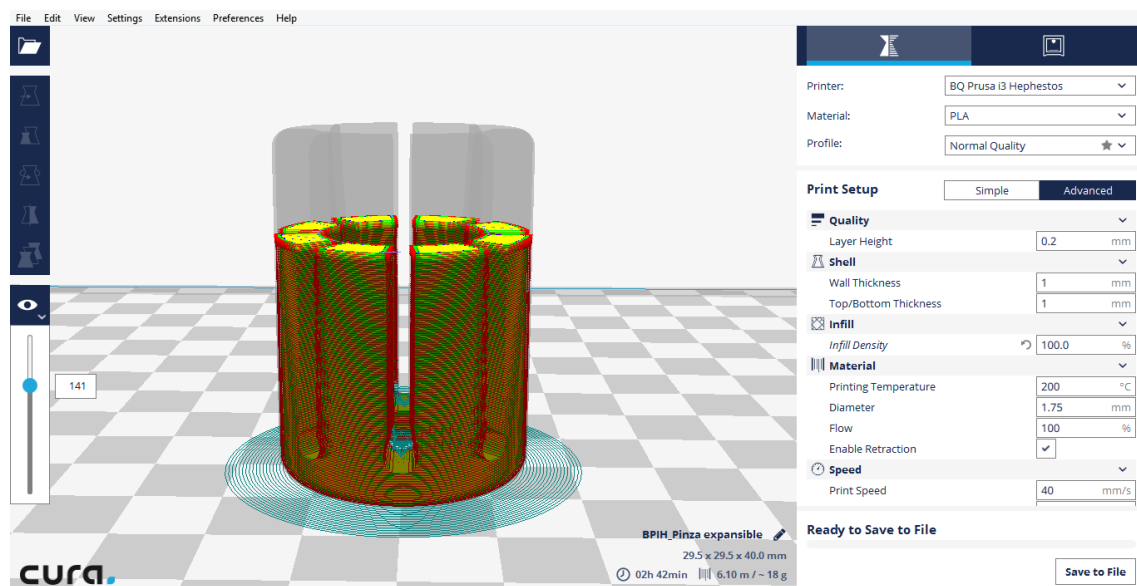 File Edit View Settings Extensions Preferences Help
Printer: BQ Prusa i3 Hephestos
Material: PLA
Profile: Normal Quality
Print Setup Simple Advanced
Quality
Layer Height 0.2 mm
Shell
Wall Thickness 1 mm
Top/Bottom Thickness 1 mm
Infill
Infill Density 100.0 %
Material
Printing Temperature 200 °C
Diameter 1.75 mm
Flow 100 %
Enable Retraction
Speed
Print Speed 40 mm/s
141
BPIH_Pinza expansible
29.5 x 29.5 x 40.0 mm
02h 42min 6.10 m / ~ 18 g
Ready to Save to File
Save to File
cura.